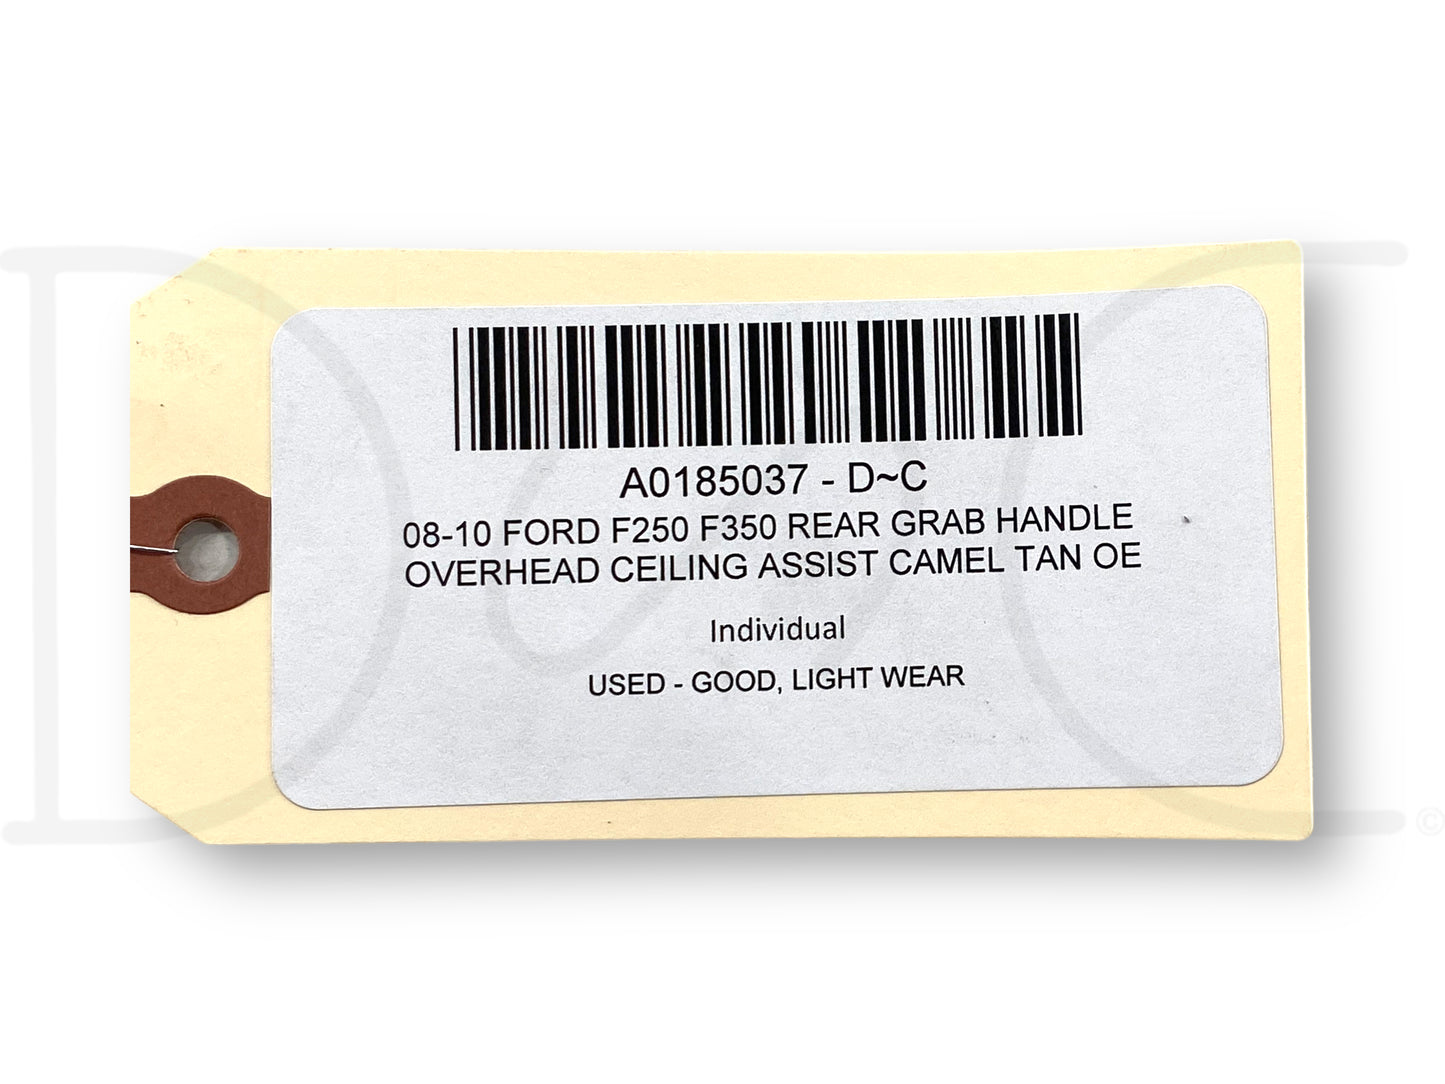 A0185037 - D~C
08-10 FORD F250 F350 REAR GRAB HANDLE
OVERHEAD CEILING ASSIST CAMEL TAN OE
Individual
USED - GOOD, LIGHT WEAR
D~C
©